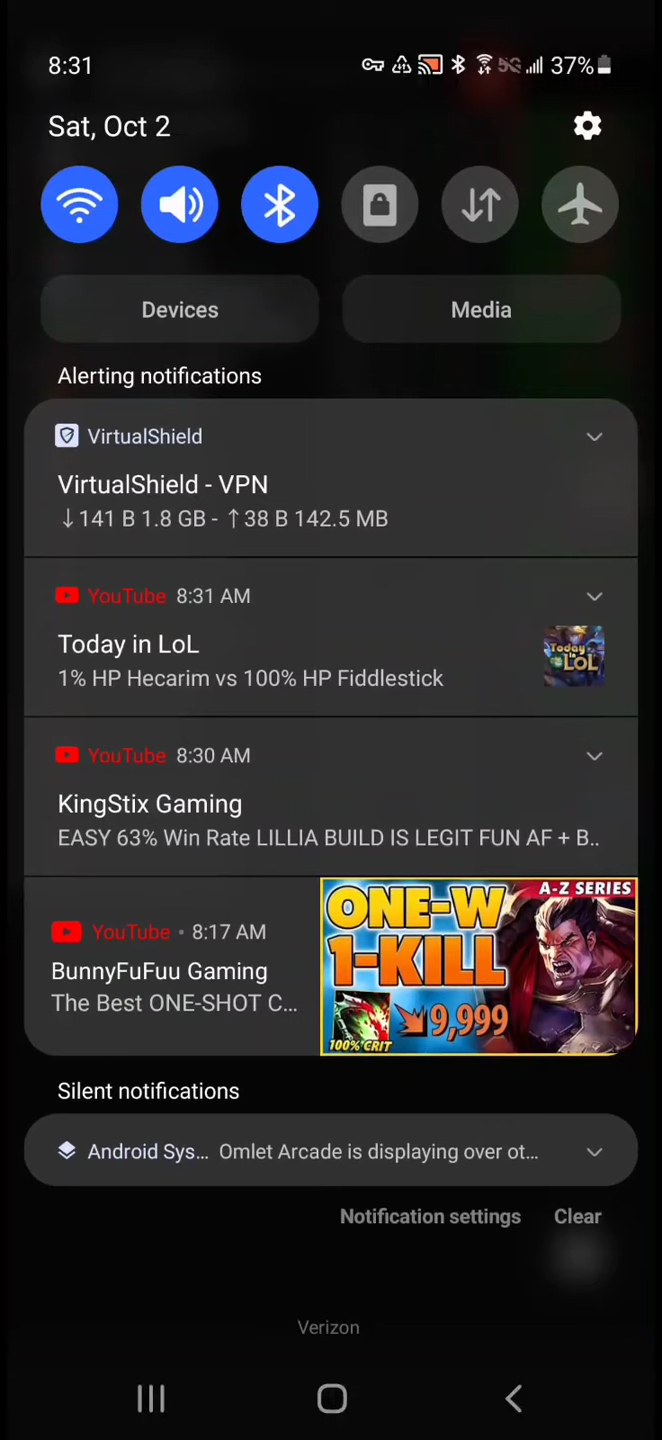 8:31
5G
37%
Sat, Oct 2
Devices
Media
Alerting notifications
VirtualShield
VirtualShield - VPN
↓141 B 1.8 GB - ↑38 B 142.5 MB
YouTube 8:31 AM
Today in LoL
1% HP Hecarim vs 100% HP Fiddlestick
Today
in
LoL
YouTube 8:30 AM
KingStix Gaming
EASY 63% Win Rate LILLIA BUILD IS LEGIT FUN AF + B..
YouTube • 8:17 AM
BunnyFuFuu Gaming
The Best ONE-SHOT C...
A-Z SERIES
ONE-W
1-KILL
9,999
100% CRIT
Silent notifications
Android Sys... Omlet Arcade is displaying over ot...
Notification settings
Clear
Verizon